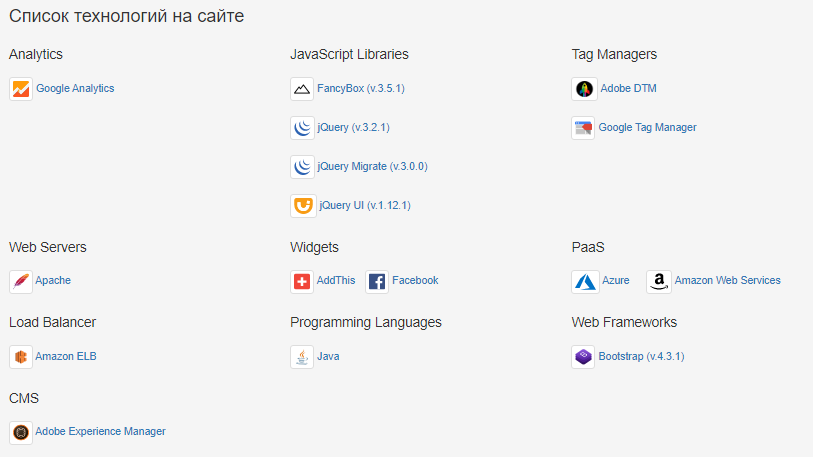 Список технологий на сайте
Analytics
JavaScript Libraries
Tag Managers
Google Analytics
FancyBox (v.3.5.1)
Adobe DTM
jQuery (v.3.2.1)
Google Tag Manager
jQuery Migrate (v.3.0.0)
jQuery UI (v.1.12.1)
Web Servers
Widgets
PaaS
Apache
AddThis
Facebook
Azure
Amazon Web Services
Load Balancer
Programming Languages
Web Frameworks
Amazon ELB
Java
Bootstrap (v.4.3.1)
CMS
Adobe Experience Manager